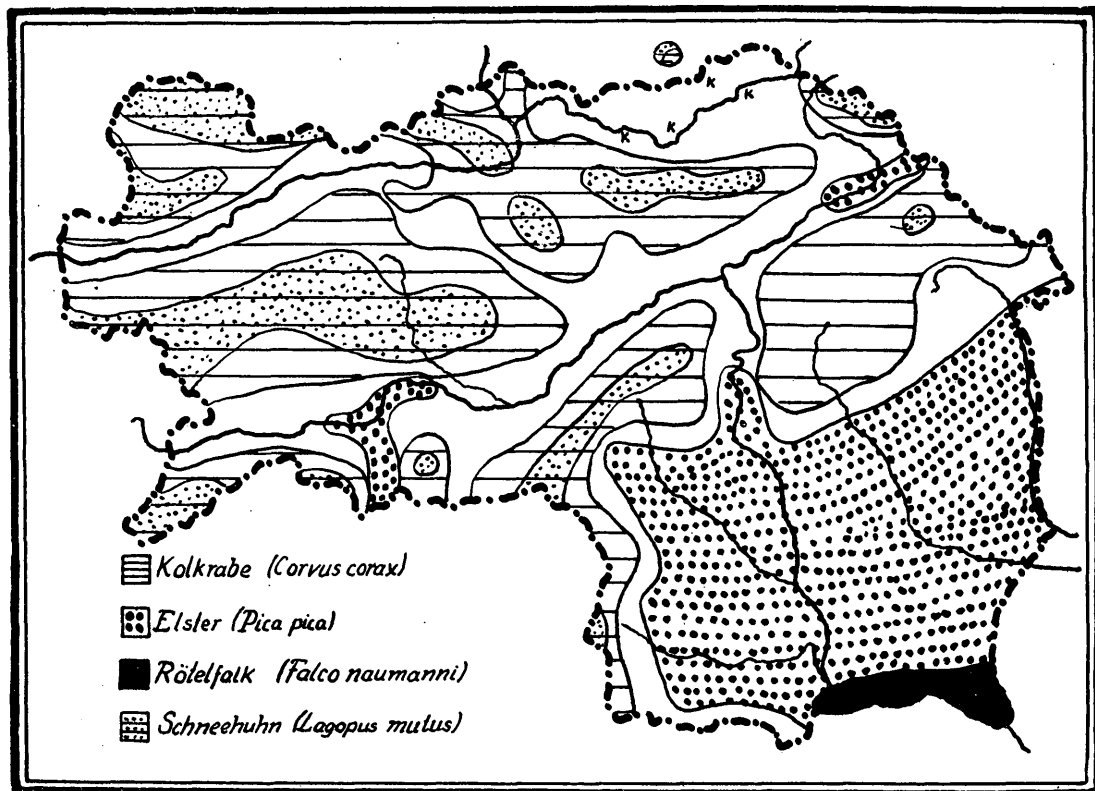 K
K
K
K
Kolkrabe (Corvus corax)
Elster (Pica pica)
Rötelfalk (Falco naumanni)
Schneehuhn (Lagopus mutus)